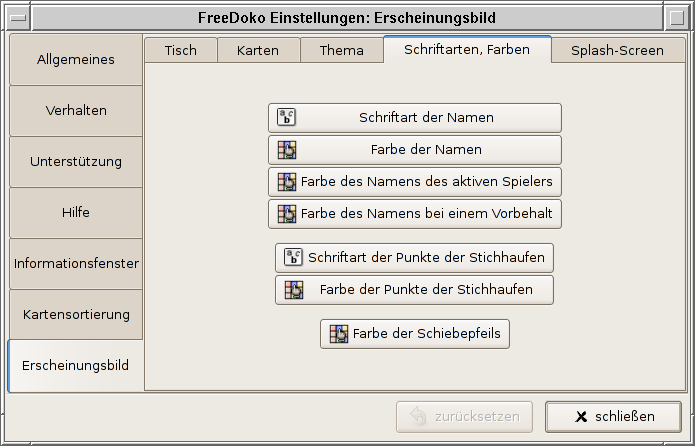 FreeDoko Einstellungen: Erscheinungsbild
Allgemeines
Verhalten
Unterstützung
Hilfe
Informationsfenster
Kartensortierung
Erscheinungsbild
Tisch
Karten
Thema
Schriftarten, Farben
Splash-Screen
Schriftart der Namen
Farbe der Namen
Farbe des Namens des aktiven Spielers
Farbe des Namens bei einem Vorbehalt
Schriftart der Punkte der Stichhaufen
Farbe der Punkte der Stichhaufen
Farbe der Schiebepfeils
zurücksetzen
schließen